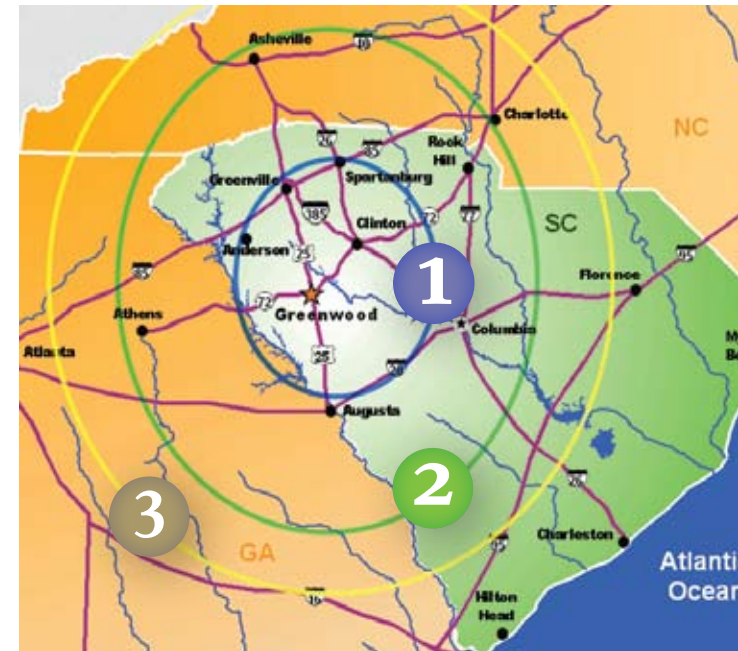 Asheville
40
Charlotte
NC
26
85
Rock
Hill
Spartanburg
Greenville
385
72
77
SC
Clinton
Anderson
25
95
1
Florence
85
72
Athens
Greenwood
Columbia
Atlanta
25
20
M
B
Augusta
2
26
3
GA
95
Charleston
Atlanti
Ocean
16
Hilton
Head